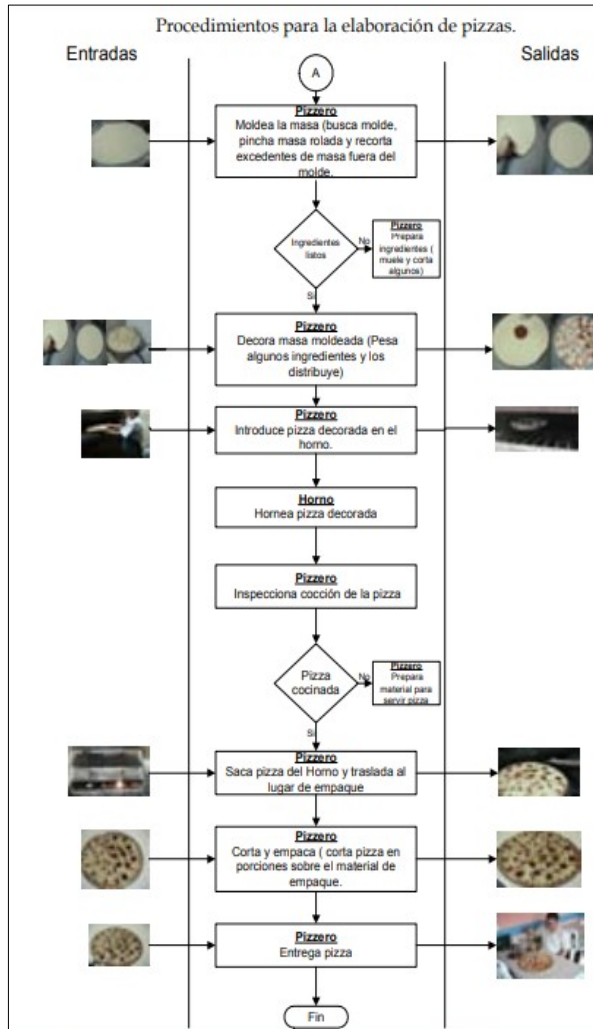 Procedimientos para la elaboración de pizzas.
Entradas
Salidas
A
Pizzero
Moldea la masa (busca molde,
pincha masa rolada y recorta
excedentes de masa fuera del
molde.
Ingredientes
listos
No
Pizzero
Prepara
ingredientes (
muele y corta
algunos)
Si
Pizzero
Decora masa moldeada (Pesa
algunos ingredientes y los
distribuye)
Pizzero
Introduce pizza decorada en el
horno.
Horno
Hornea pizza decorada
Pizzero
Inspecciona cocción de la pizza
Pizza
cocinada
No
Pizzero
Prepara
material para
servir pizza
Si
Pizzero
Saca pizza del Horno y traslada al
lugar de empaque
Pizzero
Corta y empaca ( corta pizza en
porciones sobre el material de
empaque.
Pizzero
Entrega pizza
Fin